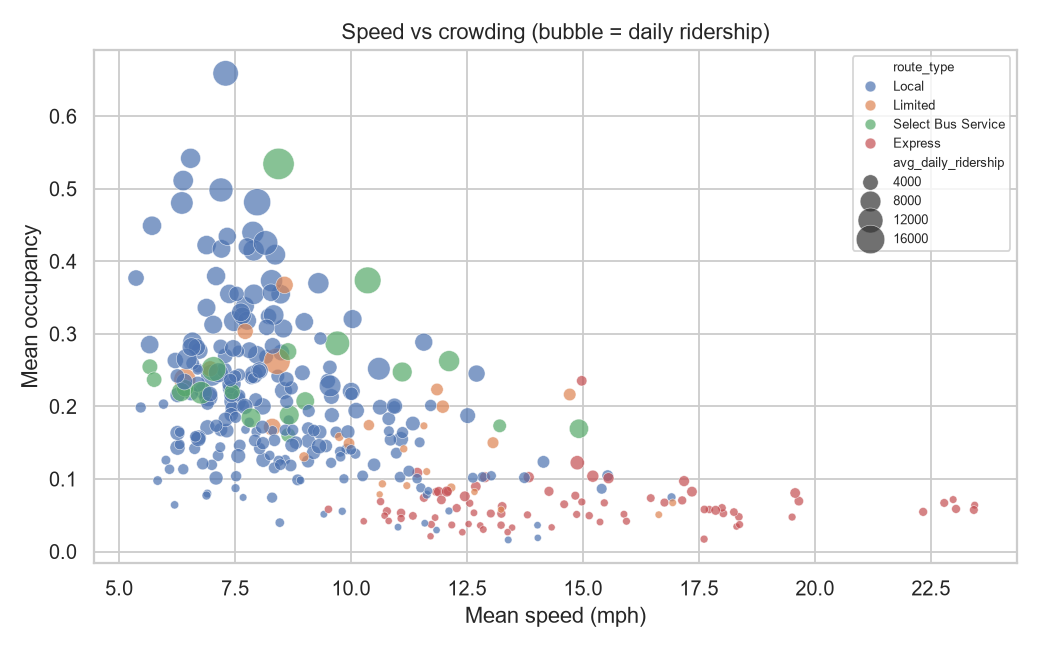 Speed vs crowding (bubble = daily ridership)
route_type
Local
Limited
Select Bus Service
Express
avg_daily_ridership
4000
8000
12000
16000
Mean occupancy
0.6
0.5
0.4
0.3
0.2
0.1
0.0
5.0 7.5 10.0 12.5 15.0 17.5 20.0 22.5
Mean speed (mph)